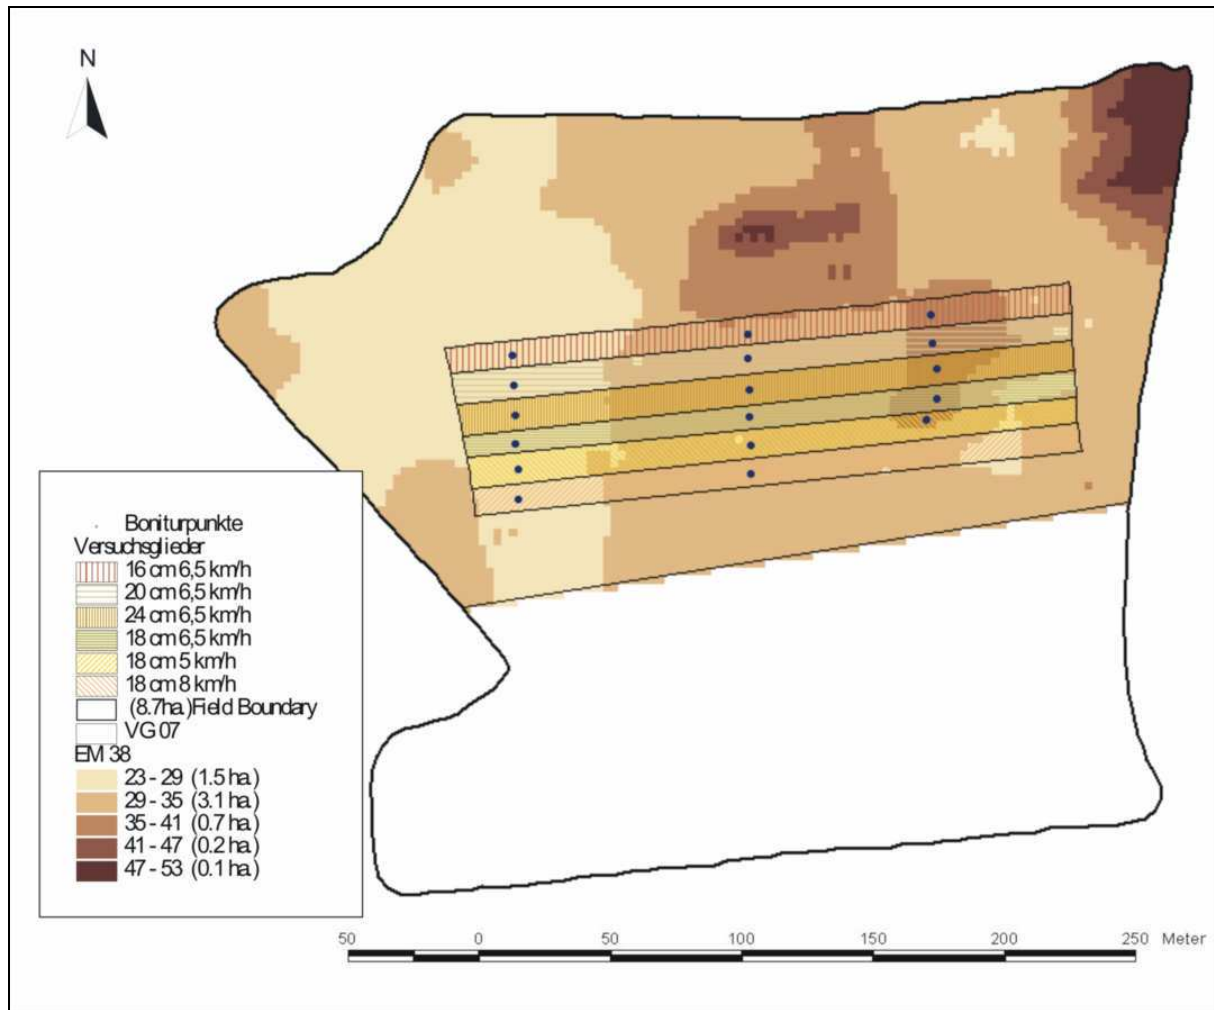 N
Boniturpunkte
Versuchsglieder
16 cm 6,5 km/h
20 cm 6,5 km/h
24 cm 6,5 km/h
18 cm 6,5 km/h
18 cm 5 km/h
18 cm 8 km/h
(8.7ha) Field Boundary
VG 07
EM 38
23 - 29 (1.5 ha)
29 - 35 (3.1 ha)
35 - 41 (0.7 ha)
41 - 47 (0.2 ha)
47 - 53 (0.1 ha)
50 0 50 100 150 200 250 Meter